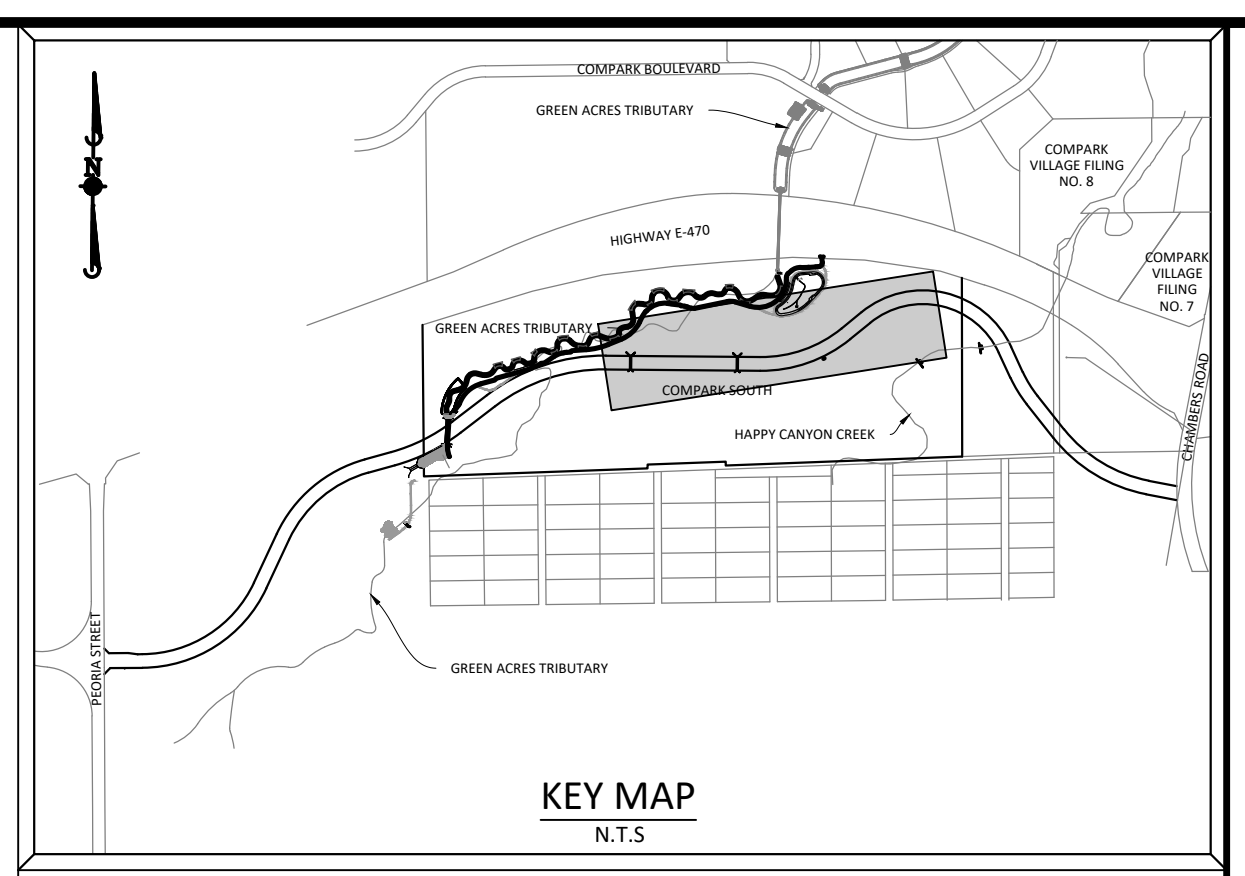 COMPARK BOULEVARD
GREEN ACRES TRIBUTARY
N
COMPARK
VILLAGE FILING
NO. 8
HIGHWAY E-470
COMPARK
VILLAGE
FILING
NO. 7
GREEN ACRES TRIBUTARY
COMPARK SOUTH
CHAMBERS ROAD
HAPPY CANYON CREEK
PEORIA STREET
GREEN ACRES TRIBUTARY
KEY MAP
N.T.S